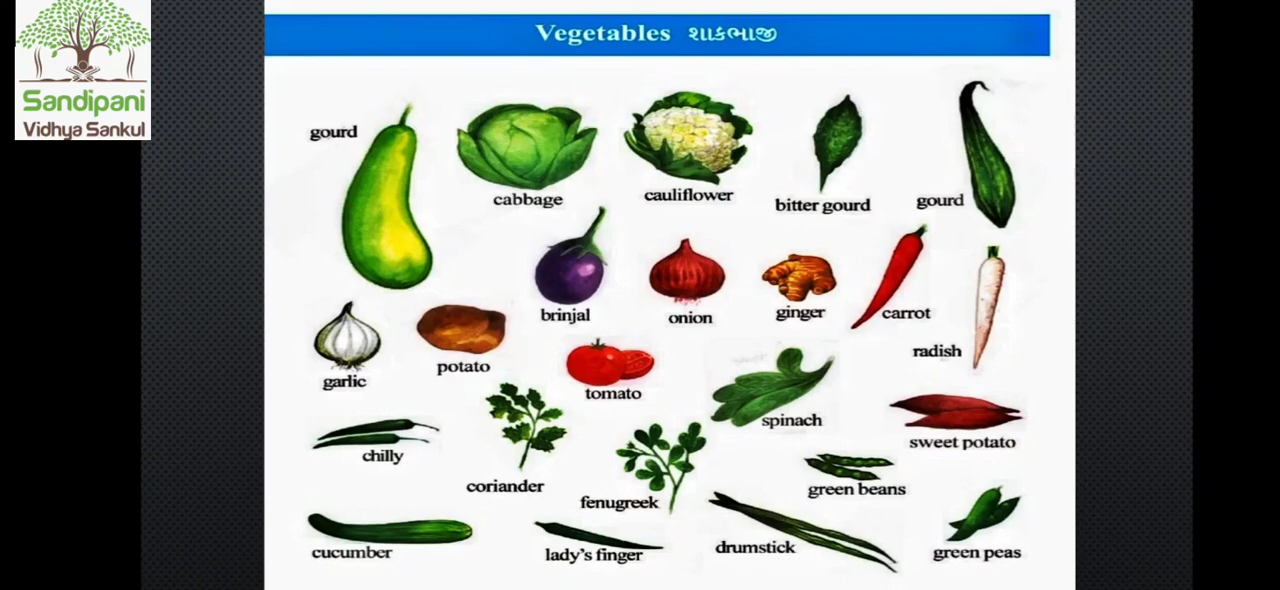 Sandipani
Vidhya Sankul
Vegetables શાકભાજી
gourd
cabbage
cauliflower
bitter gourd
gourd
brinjal
onion
ginger
carrot
radish
garlic
potato
tomato
spinach
sweet potato
chilly
coriander
fenugreek
green beans
cucumber
lady's finger
drumstick
green peas